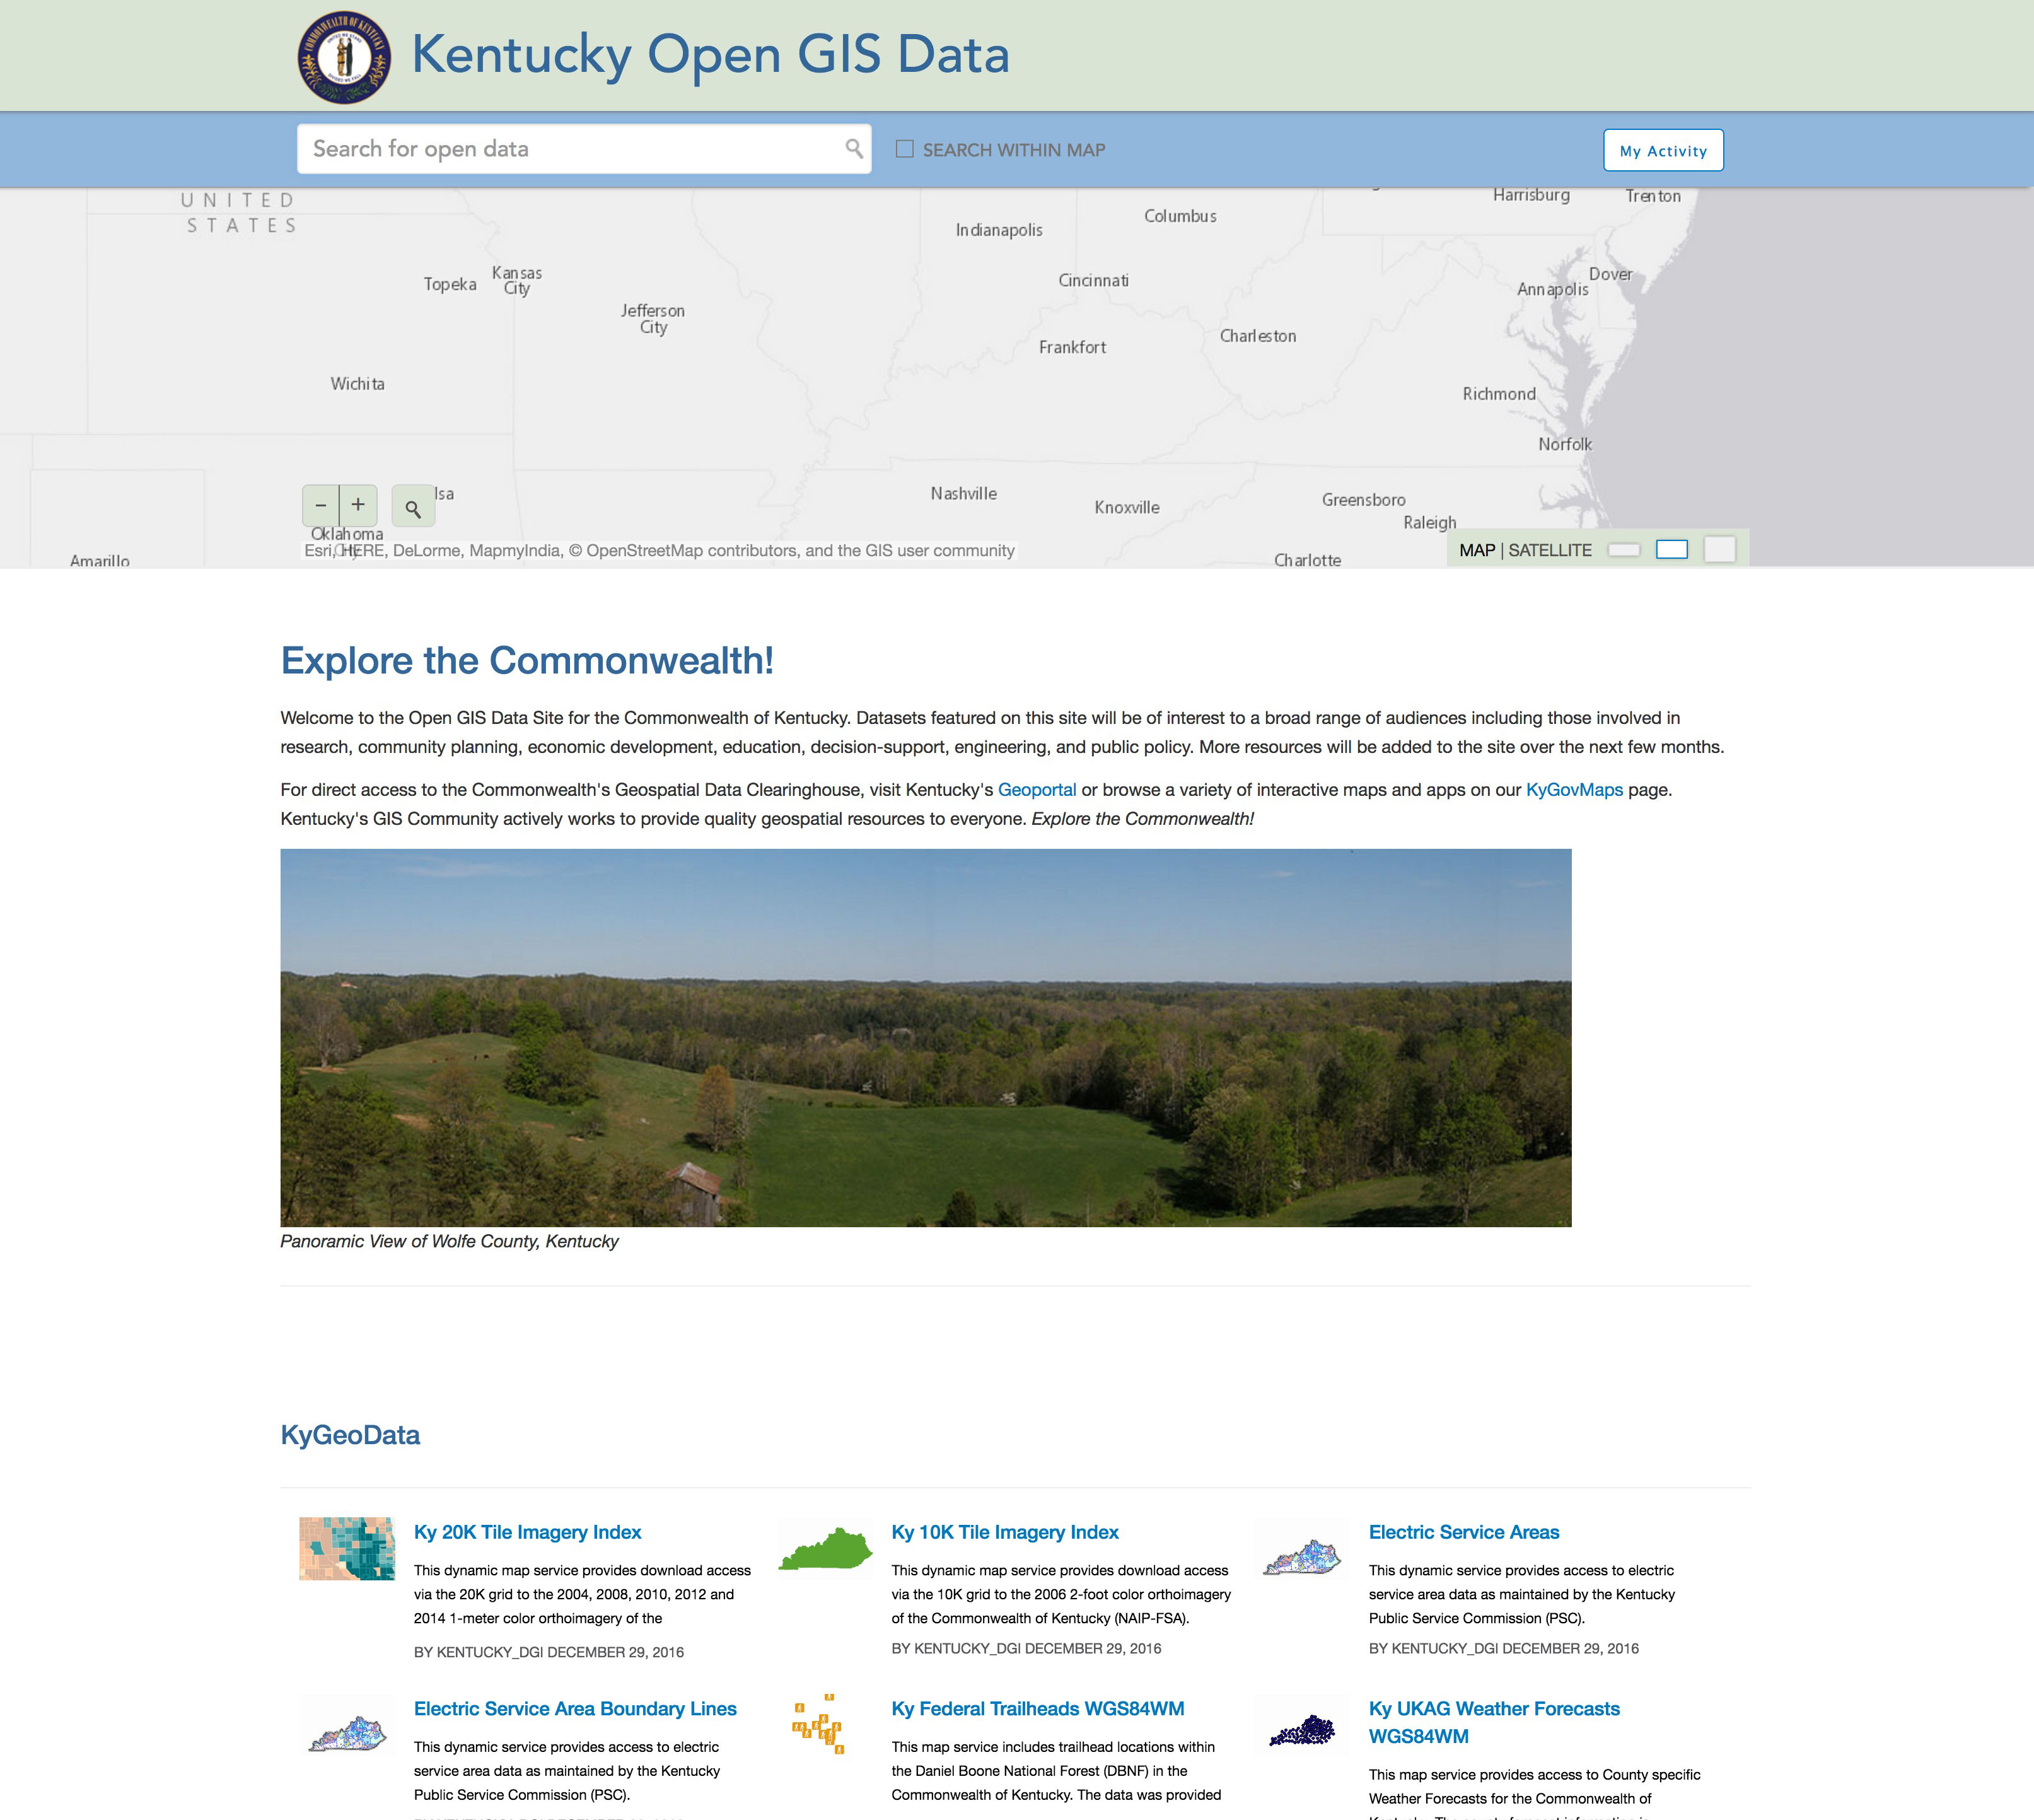 Kentucky Open GIS Data
Search for open data
SEARCH WITHIN MAP
My Activity
UNITED
STATES
Harrisburg
Trenton
Columbus
Indianapolis
Kansas
City
Topeka
Cincinnati
Dover
Annapolis
Jefferson
City
Charleston
Frankfort
Wichita
Richmond
Norfolk
lsa
Nashville
Knoxville
Greensboro
Raleigh
− +
Oklahoma
Esri, HERE, DeLorme, MapmyIndia, © OpenStreetMap contributors, and the GIS user community
MAP | SATELLITE
Amarillo
Charlotte
Explore the Commonwealth!
Welcome to the Open GIS Data Site for the Commonwealth of Kentucky. Datasets featured on this site will be of interest to a broad range of audiences including those involved in
research, community planning, economic development, education, decision-support, engineering, and public policy. More resources will be added to the site over the next few months.
For direct access to the Commonwealth's Geospatial Data Clearinghouse, visit Kentucky's Geoportal or browse a variety of interactive maps and apps on our KyGovMaps page.
Kentucky's GIS Community actively works to provide quality geospatial resources to everyone. Explore the Commonwealth!
Panoramic View of Wolfe County, Kentucky
KyGeoData
Ky 20K Tile Imagery Index
This dynamic map service provides download access
via the 20K grid to the 2004, 2008, 2010, 2012 and
2014 1-meter color orthoimagery of the
BY KENTUCKY_DGI DECEMBER 29, 2016
Ky 10K Tile Imagery Index
This dynamic map service provides download access
via the 10K grid to the 2006 2-foot color orthoimagery
of the Commonwealth of Kentucky (NAIP-FSA).
BY KENTUCKY_DGI DECEMBER 29, 2016
Electric Service Areas
This dynamic service provides access to electric
service area data as maintained by the Kentucky
Public Service Commission (PSC).
BY KENTUCKY_DGI DECEMBER 29, 2016
Electric Service Area Boundary Lines
This dynamic service provides access to electric
service area data as maintained by the Kentucky
Public Service Commission (PSC).
Ky Federal Trailheads WGS84WM
This map service includes trailhead locations within
the Daniel Boone National Forest (DBNF) in the
Commonwealth of Kentucky. The data was provided
Ky UKAG Weather Forecasts
WGS84WM
This map service provides access to County specific
Weather Forecasts for the Commonwealth of